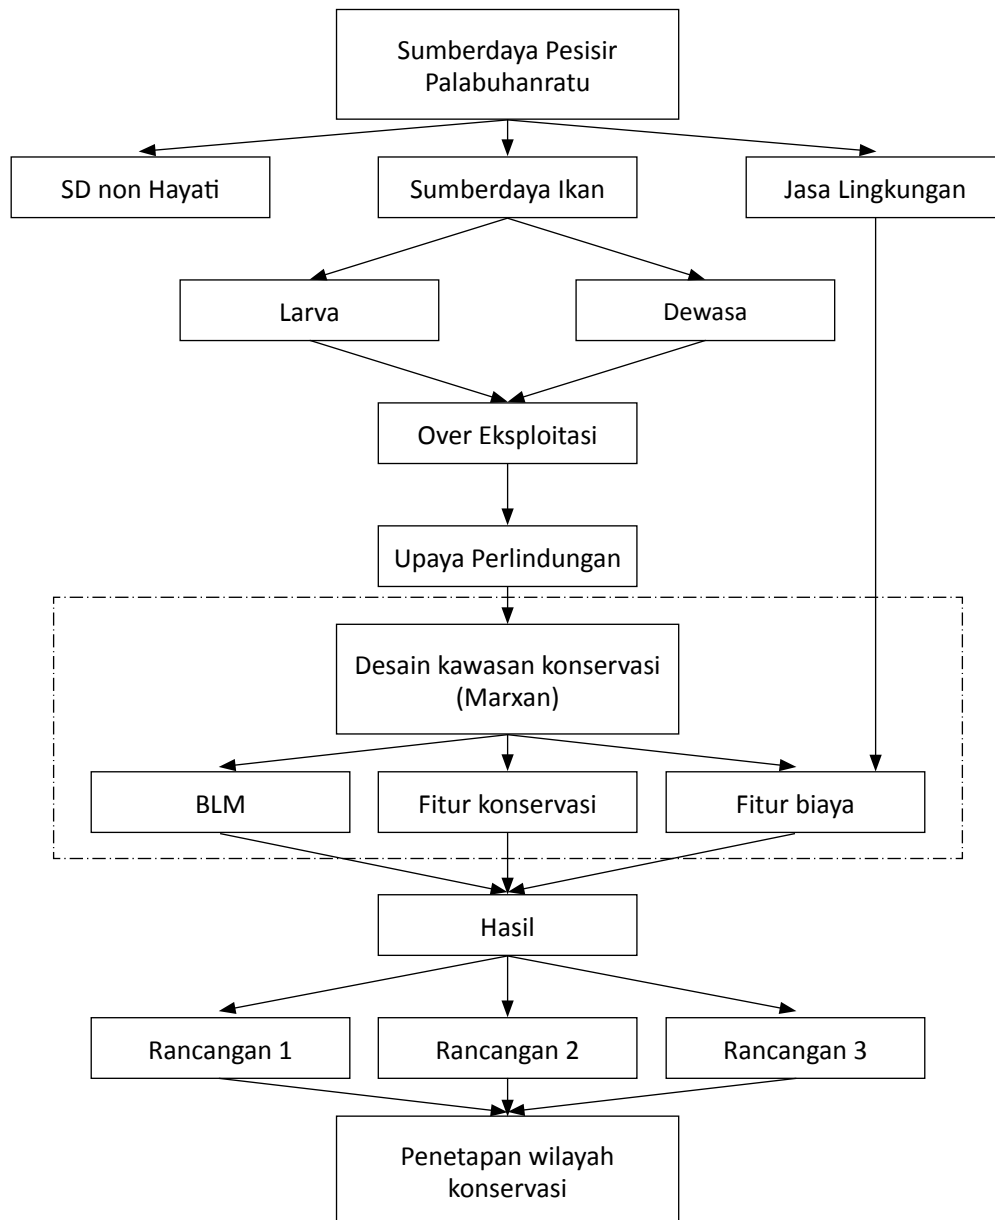 Sumberdaya Pesisir
Palabuhanratu
SD non Hayati
Sumberdaya Ikan
Jasa Lingkungan
Larva
Dewasa
Over Eksploitasi
Upaya Perlindungan
Desain kawasan konservasi
(Marxan)
BLM
Fitur konservasi
Fitur biaya
Hasil
Rancangan 1
Rancangan 2
Rancangan 3
Penetapan wilayah
konservasi